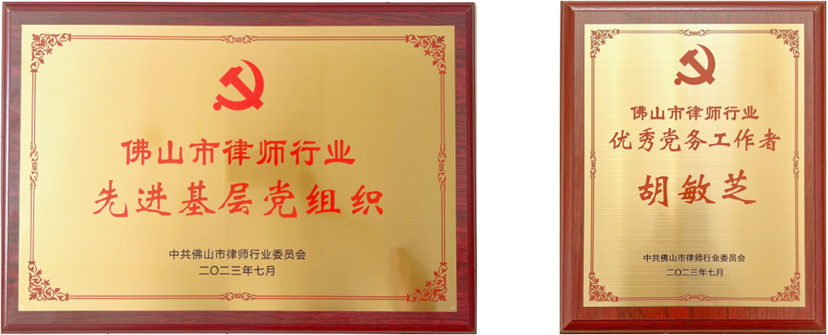 佛山市律师行业
先进基层党组织
中共佛山市律师行业委员会
二〇二三年七月
佛山市律师行业
优秀党务工作者
胡敏芝
中共佛山市律师行业委员会
二〇二三年七月